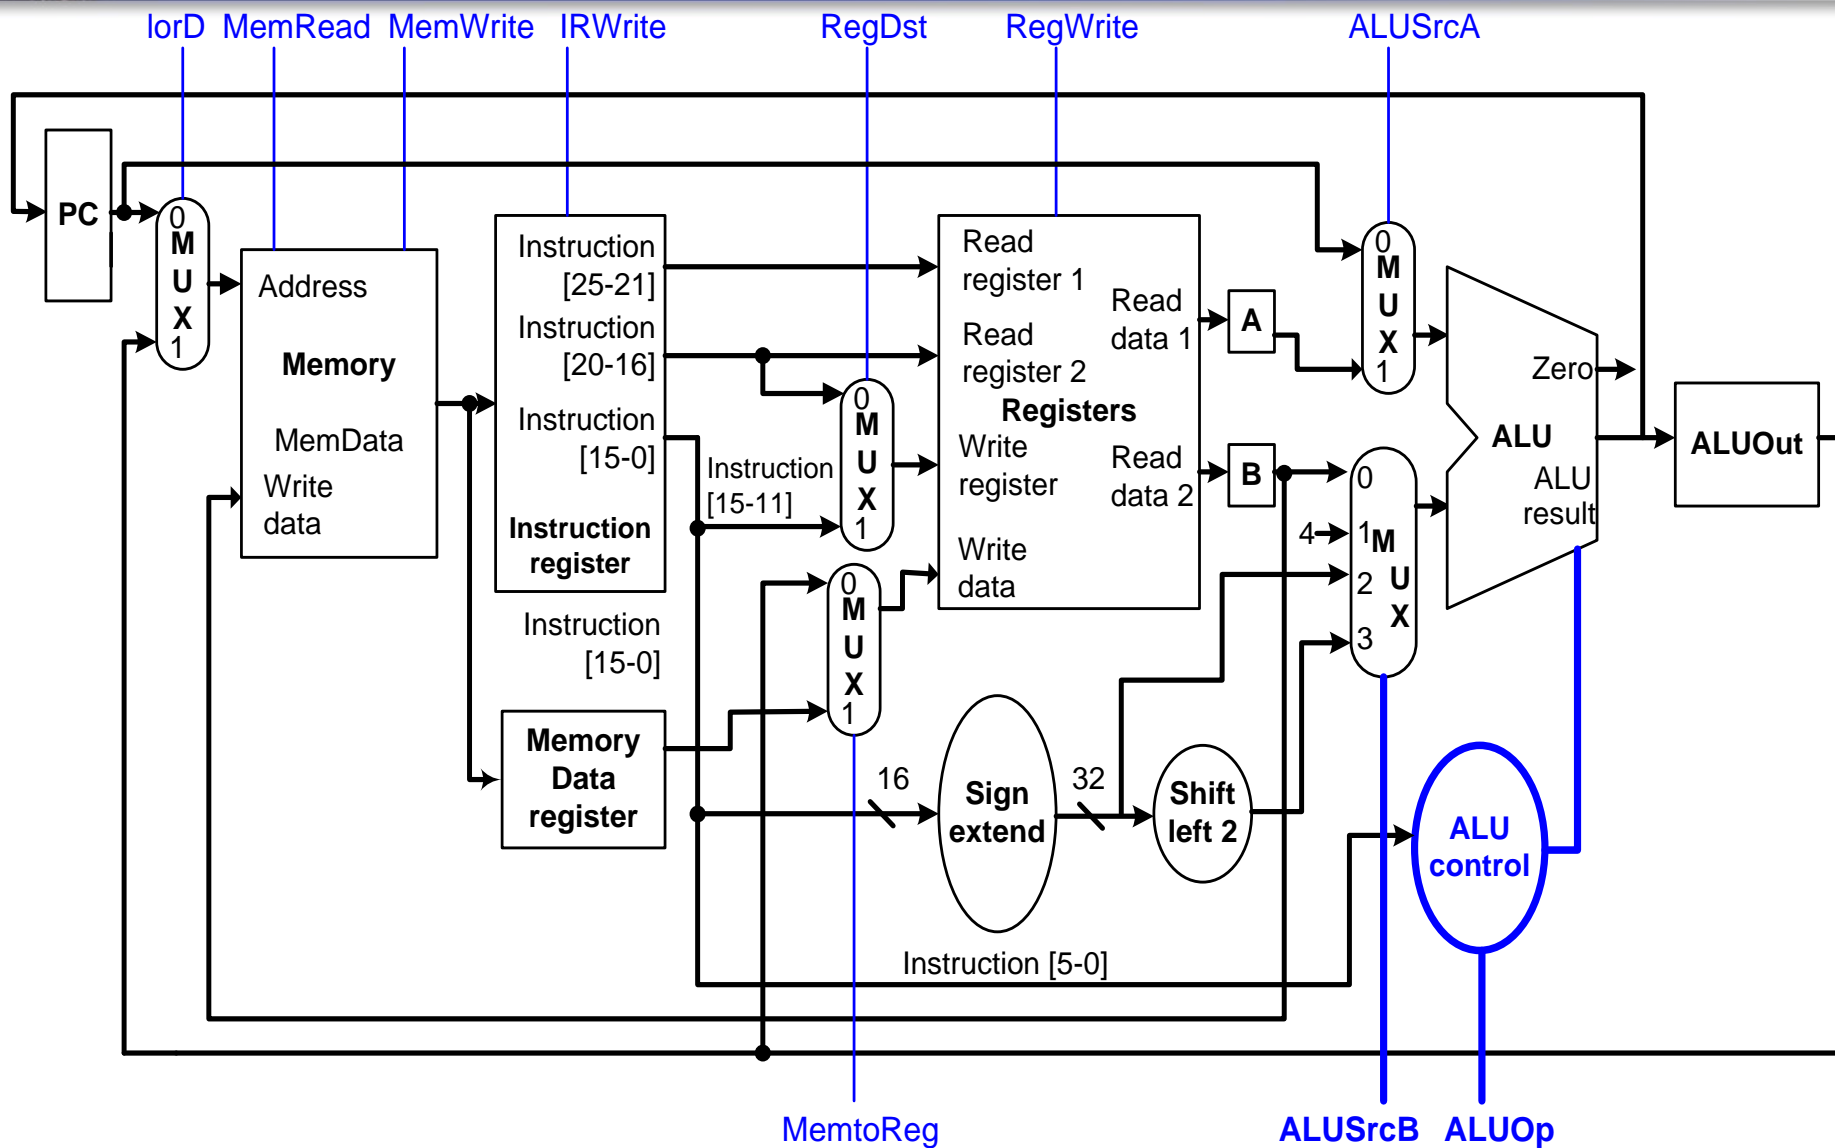 IorD MemRead MemWrite IRWrite RegDst RegWrite ALUSrcA
PC
0
M
U
X
1
Address
Memory
MemData
Write
data
Instruction
[25-21]
Instruction
[20-16]
Instruction
[15-0]
Instruction
register
Instruction
[15-0]
Memory
Data
register
Instruction
[15-11]
0
M
U
X
1
0
M
U
X
1
Read
register 1
Read
register 2
Registers
Write
register
Write
data
Read
data 1
Read
data 2
A
B
0
M
U
X
1
4
0
1
M
2
U
X
3
Zero
ALU
ALU
result
ALUOut
16
Sign
extend
32
Shift
left 2
ALU
control
Instruction [5-0]
MemtoReg
ALUSrcB ALUOp